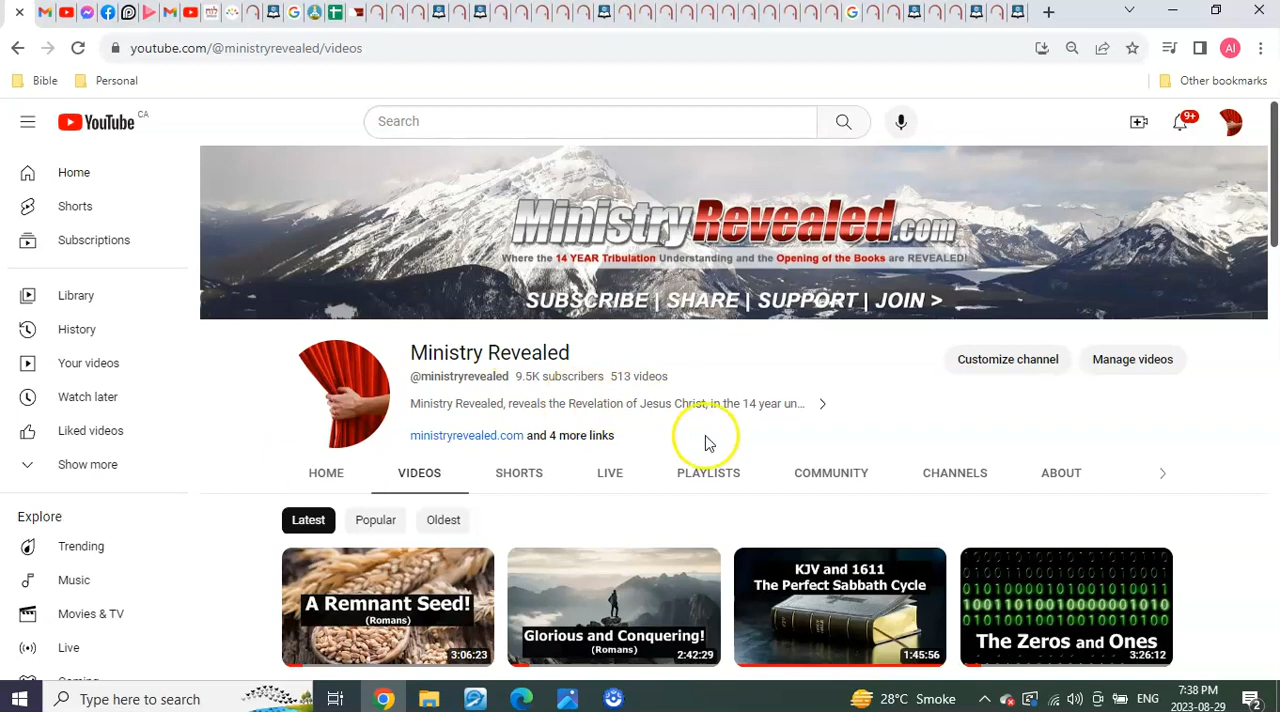 youtube.com/@ministryrevealed/videos
AI
Bible
Personal
Other bookmarks
YouTube CA
Search
9+
Home
Shorts
Subscriptions
Library
History
Your videos
Watch later
Liked videos
Show more
Explore
Trending
Music
Movies & TV
Live
MinistryRevealed.com
Where the 14 YEAR Tribulation Understanding and the Opening of the Books are REVEALED!
SUBSCRIBE | SHARE | SUPPORT | JOIN >
Ministry Revealed
@ministryrevealed 9.5K subscribers 513 videos
Ministry Revealed, reveals the Revelation of Jesus Christ, in the 14 year un...
ministryrevealed.com and 4 more links
Customize channel
Manage videos
HOME
VIDEOS
SHORTS
LIVE
PLAYLISTS
COMMUNITY
CHANNELS
ABOUT
Latest
Popular
Oldest
A Remnant Seed!
(Romans)
3:06:23
Glorious and Conquering!
(Romans)
2:42:29
KJV and 1611
The Perfect Sabbath Cycle
1:45:56
The Zeros and Ones
3:26:12
Type here to search
28°C Smoke
ENG
7:38 PM
2023-08-29
2